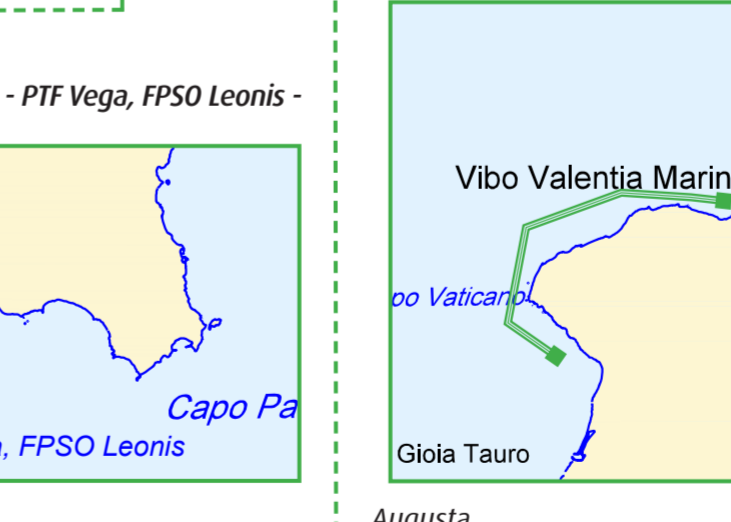 - PTF Vega, FPSO Leonis -
Capo Pa
, FPSO Leonis
Vibo Valentia Marin
po Vaticano
Gioia Tauro
Augusta